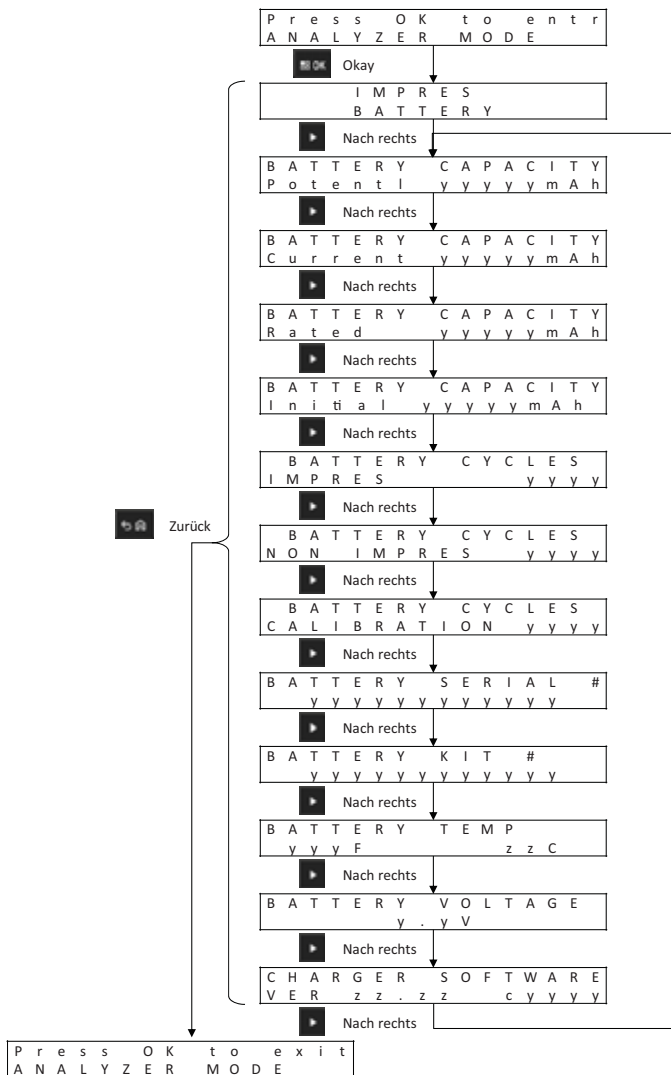 Press OK to entr
ANALYZER MODE
OK Okay
IMPRES
BATTERY
Nach rechts
BATTERY CAPACITY
Potentl yyyyymAh
Nach rechts
BATTERY CAPACITY
Current yyyyymAh
Nach rechts
BATTERY CAPACITY
Rated yyyyymAh
Nach rechts
BATTERY CAPACITY
Initial yyyyymAh
Nach rechts
BATTERY CYCLES
IMPRES yyyy
Nach rechts
Zurück
BATTERY CYCLES
NON IMPRES yyyy
Nach rechts
BATTERY CYCLES
CALIBRATION yyyy
Nach rechts
BATTERY SERIAL #
yyyyyyyyyyyy
Nach rechts
BATTERY KIT #
yyyyyyyyyyyy
Nach rechts
BATTERY TEMP
yyyF zzC
Nach rechts
BATTERY VOLTAGE
y.yV
Nach rechts
CHARGER SOFTWARE
VER zz.zz cyyyy
Nach rechts
Press OK to exit
ANALYZER MODE